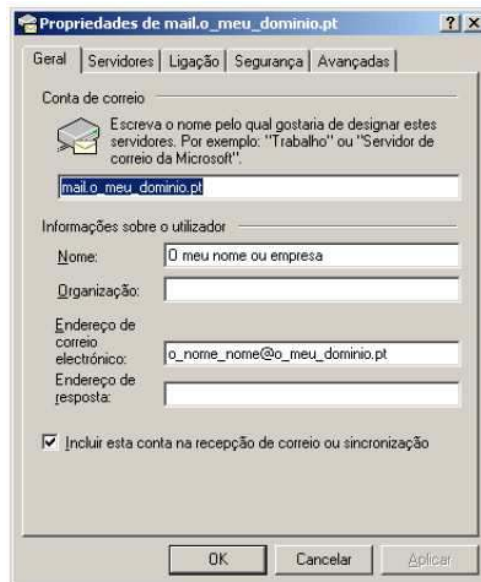 Propriedades de mail.o_meu_dominio.pt
Geral Servidores Ligação Segurança Avançadas
Conta de correio
Escreva o nome pelo qual gostaria de designar estes
servidores. Por exemplo: "Trabalho" ou "Servidor de
correio da Microsoft".
mail.o_meu_dominio.pt
Informações sobre o utilizador
Nome: O meu nome ou empresa
Organização:
Endereço de
correio
electrónico: o_nome_nome@o_meu_dominio.pt
Endereço de
resposta:
Incluir esta conta na recepção de correio ou sincronização
OK Cancelar Aplicar